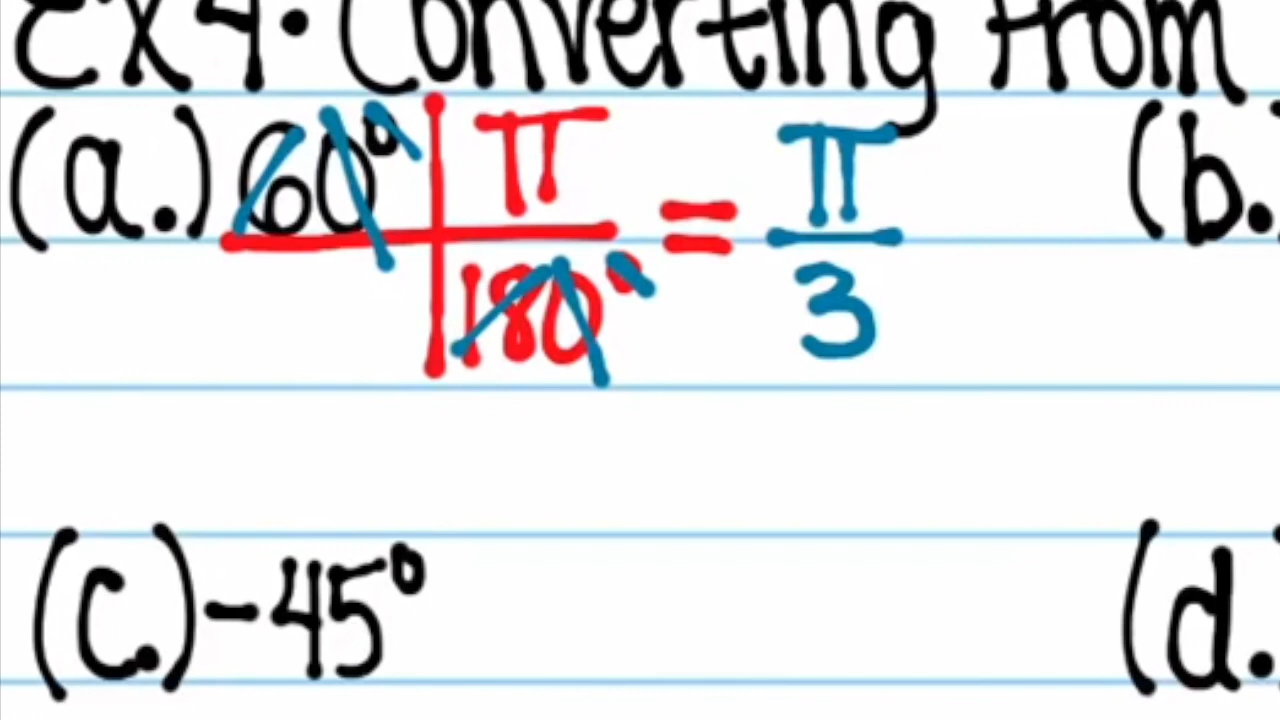 Ex 4. Converting from
(a.) 60° | π / 180° = π / 3
(b.)
(c.) -45°
(d.